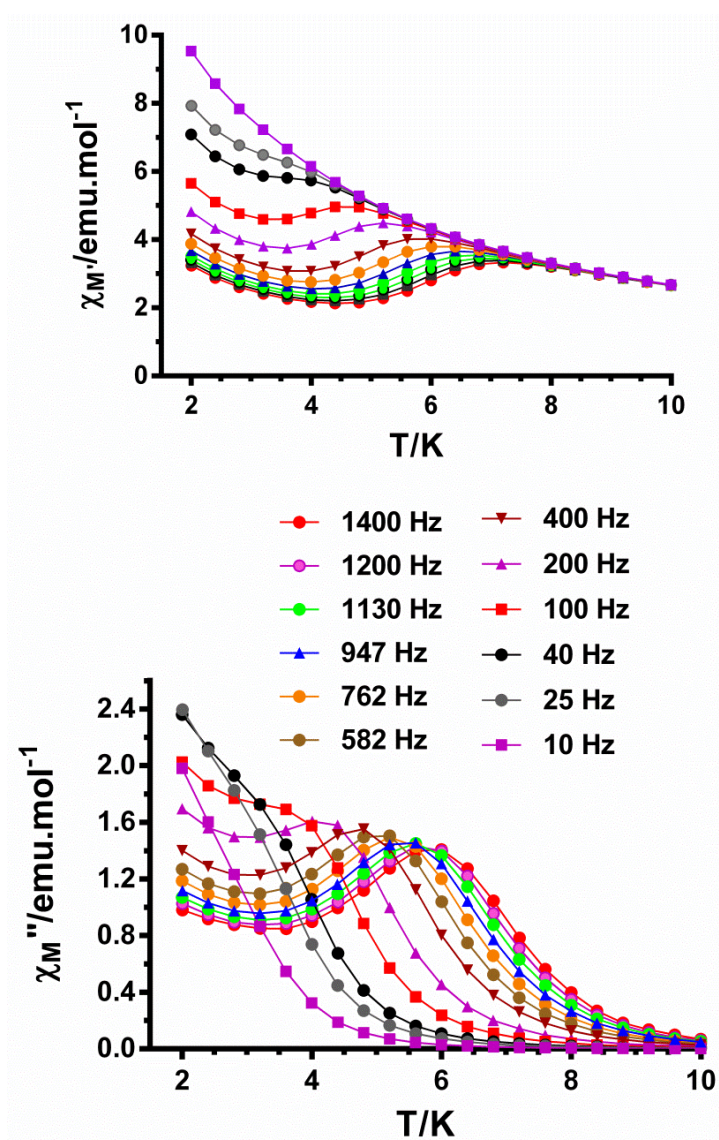 10
8
6
4
2
0
χM'/emu.mol-1
2 4 6 8 10
T/K
1400 Hz 400 Hz
1200 Hz 200 Hz
1130 Hz 100 Hz
947 Hz 40 Hz
762 Hz 25 Hz
582 Hz 10 Hz
2.4
2.0
1.6
1.2
0.8
0.4
0.0
χM"/emu.mol-1
2 4 6 8 10
T/K